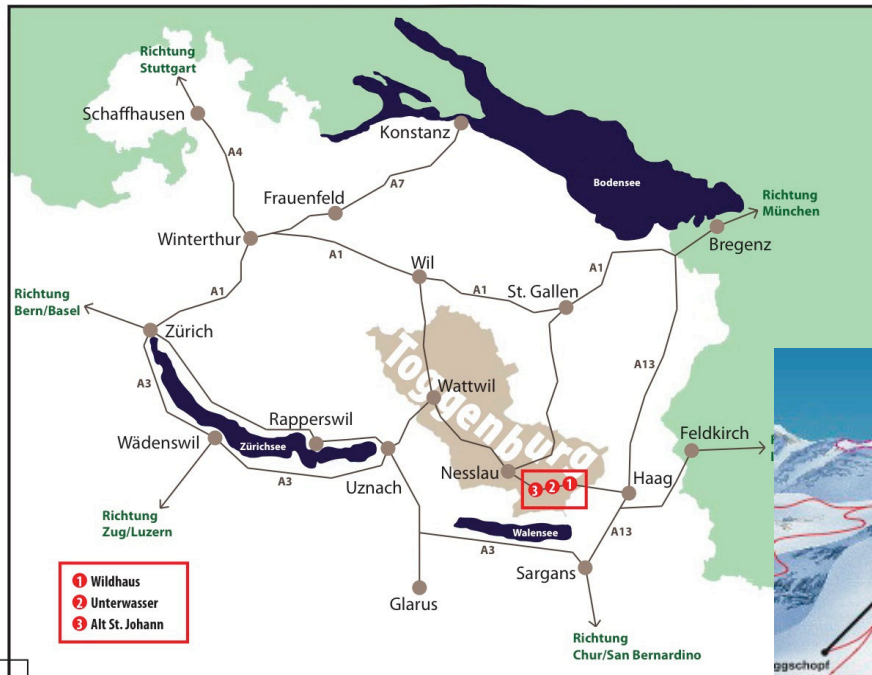 Richtung
Stuttgart
Schaffhausen
Konstanz
A4
A7
Bodensee
Frauenfeld
Richtung
München
Winterthur
Bregenz
A1
Wil
A1
St. Gallen
A1
A1
Richtung
Bern/Basel
Zürich
Toggenburg
A13
A3
Wattwil
Rapperswil
Wädenswil
Zürichsee
Feldkirch
A3
Uznach
Nesslau
3 2 1
Haag
Richtung
Zug/Luzern
Walensee
A13
A3
Sargans
1 Wildhaus
2 Unterwasser
3 Alt St. Johann
Glarus
Richtung
Chur/San Bernardino
ggschopf